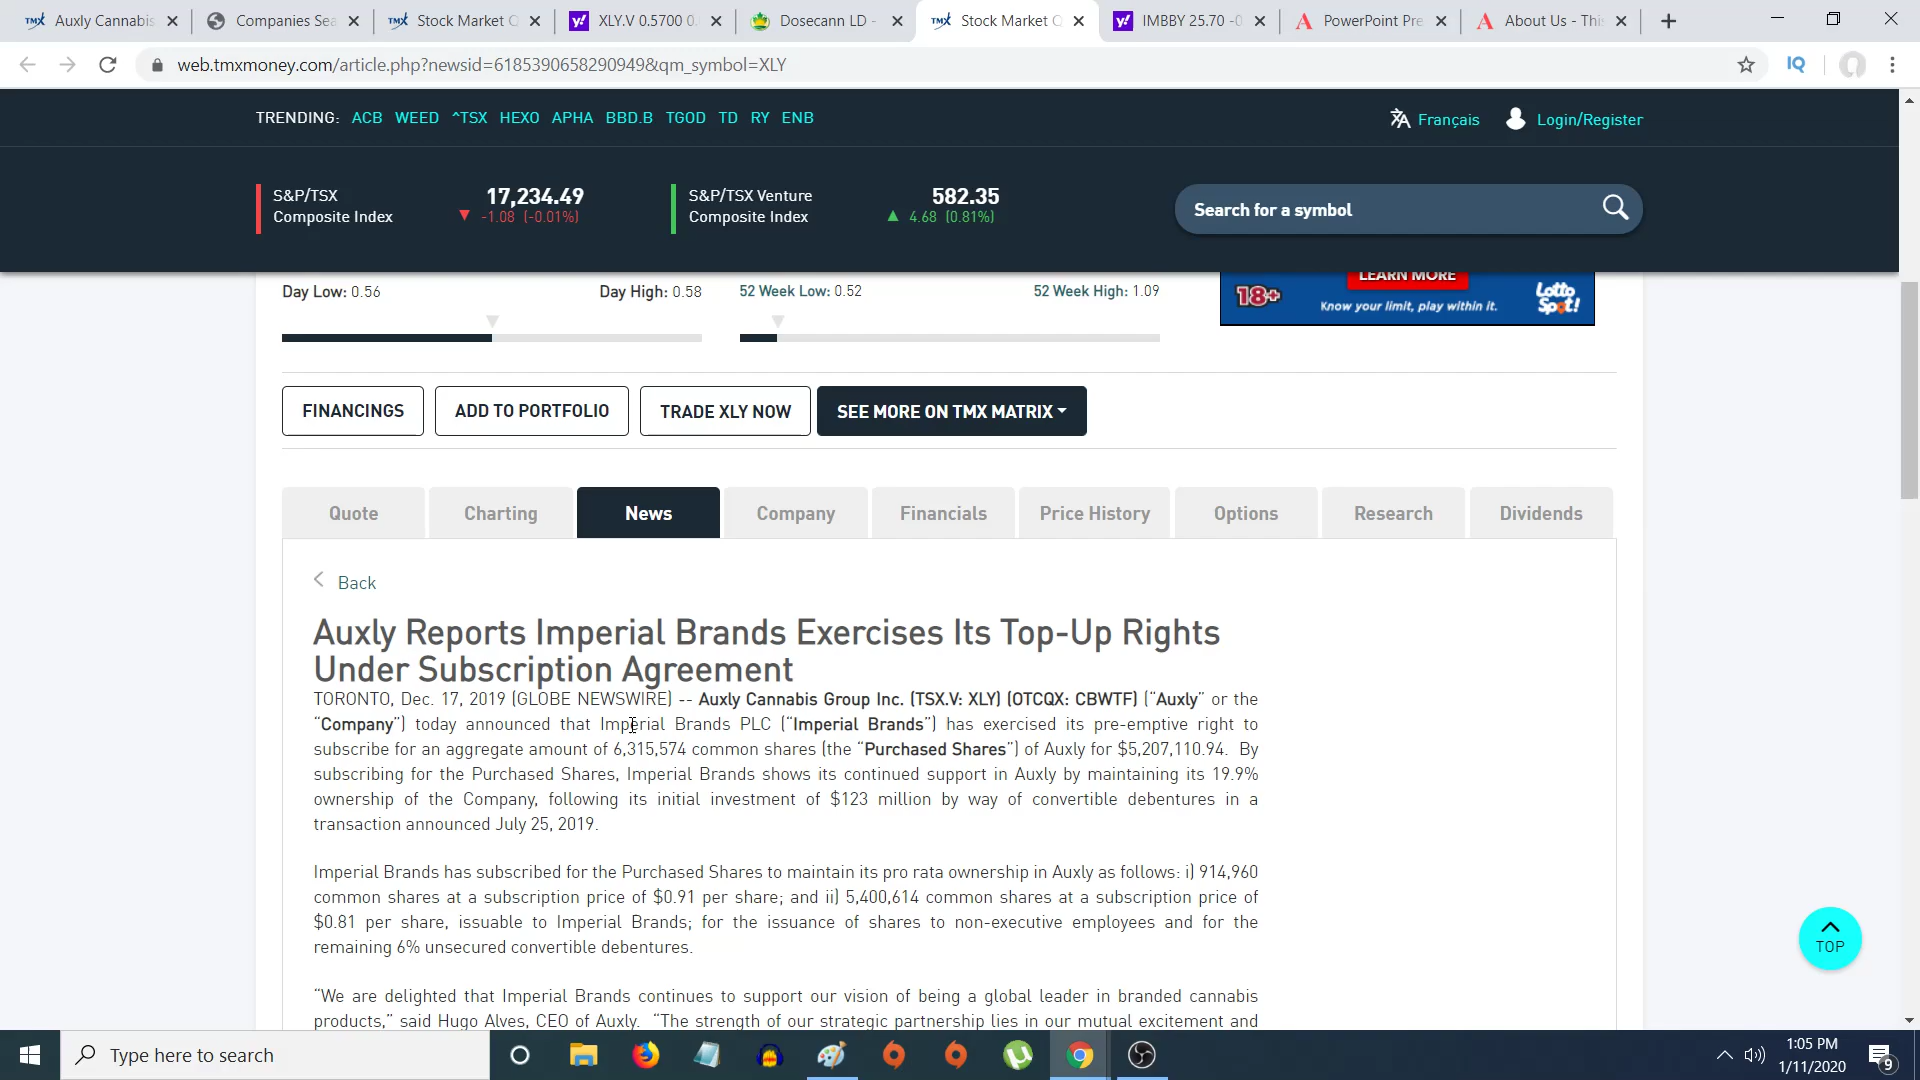 Auxly Cannabis
Companies Sea
TMX Stock Market Q
y! XLY.V 0.5700 0.
Dosecann LD -
TMX Stock Market Q
y! IMBBY 25.70 -0
PowerPoint Pre
About Us - This
web.tmxmoney.com/article.php?newsid=6185390658290949&qm_symbol=XLY
IQ
TRENDING: ACB WEED ^TSX HEXO APHA BBD.B TGOD TD RY ENB
Français
Login/Register
S&P/TSX
Composite Index
17,234.49
-1.08 (-0.01%)
S&P/TSX Venture
Composite Index
582.35
4.68 (0.81%)
Search for a symbol
Day Low: 0.56
Day High: 0.58
52 Week Low: 0.52
52 Week High: 1.09
LEARN MORE
18+
Know your limit, play within it.
Lotto
Spot!
FINANCINGS
ADD TO PORTFOLIO
TRADE XLY NOW
SEE MORE ON TMX MATRIX
Quote
Charting
News
Company
Financials
Price History
Options
Research
Dividends
Back
Auxly Reports Imperial Brands Exercises Its Top-Up Rights
Under Subscription Agreement
TORONTO, Dec. 17, 2019 (GLOBE NEWSWIRE) -- Auxly Cannabis Group Inc. (TSX.V: XLY) (OTCQX: CBWTF) (“Auxly” or the
“Company”) today announced that Imperial Brands PLC (“Imperial Brands”) has exercised its pre-emptive right to
subscribe for an aggregate amount of 6,315,574 common shares (the “Purchased Shares”) of Auxly for $5,207,110.94. By
subscribing for the Purchased Shares, Imperial Brands shows its continued support in Auxly by maintaining its 19.9%
ownership of the Company, following its initial investment of $123 million by way of convertible debentures in a
transaction announced July 25, 2019.
Imperial Brands has subscribed for the Purchased Shares to maintain its pro rata ownership in Auxly as follows: i) 914,960
common shares at a subscription price of $0.91 per share; and ii) 5,400,614 common shares at a subscription price of
$0.81 per share, issuable to Imperial Brands; for the issuance of shares to non-executive employees and for the
remaining 6% unsecured convertible debentures.
“We are delighted that Imperial Brands continues to support our vision of being a global leader in branded cannabis
products,” said Hugo Alves, CEO of Auxly. “The strength of our strategic partnership lies in our mutual excitement and
TOP
Type here to search
1:05 PM
1/11/2020
9